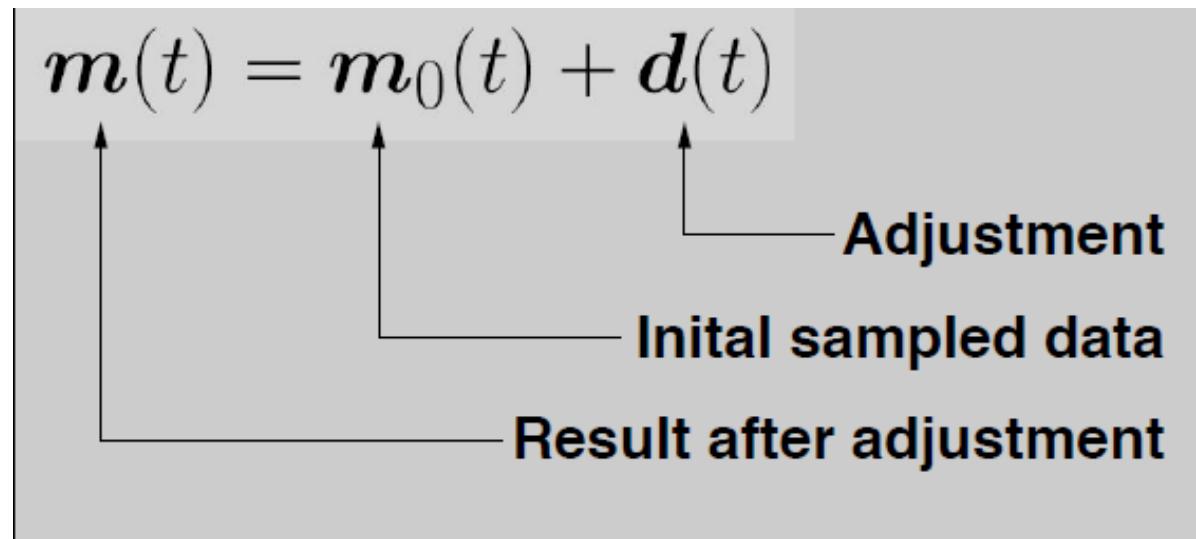 m(t) = m₀(t) + d(t)
Adjustment
Inital sampled data
Result after adjustment